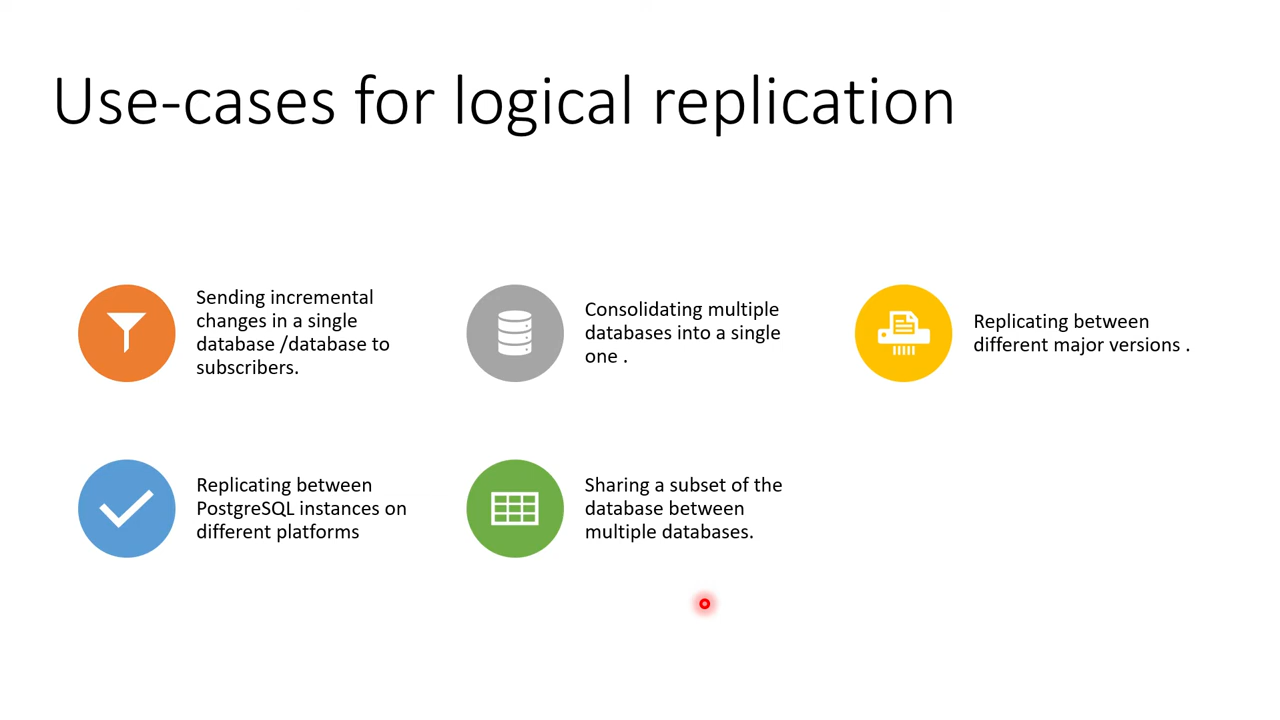 Use-cases for logical replication
Sending incremental
changes in a single
database /database to
subscribers.
Consolidating multiple
databases into a single
one .
Replicating between
different major versions .
Replicating between
PostgreSQL instances on
different platforms
Sharing a subset of the
database between
multiple databases.